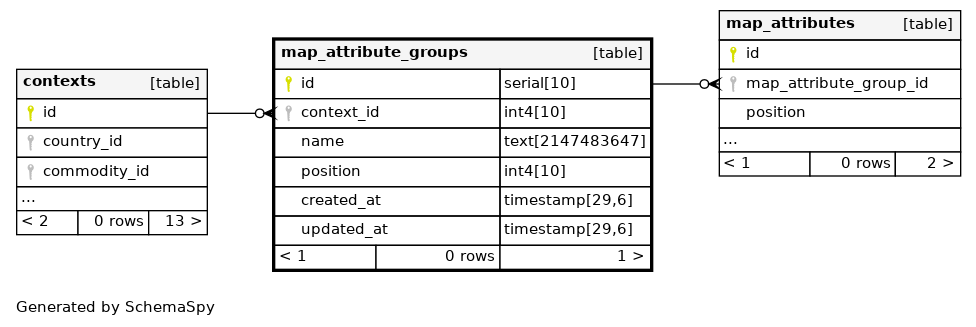 contexts [table]
id
country_id
commodity_id
...
< 2 0 rows 13 >
map_attribute_groups [table]
id serial[10]
context_id int4[10]
name text[2147483647]
position int4[10]
created_at timestamp[29,6]
updated_at timestamp[29,6]
< 1 0 rows 1 >
map_attributes [table]
id
map_attribute_group_id
position
...
< 1 0 rows 2 >
Generated by SchemaSpy